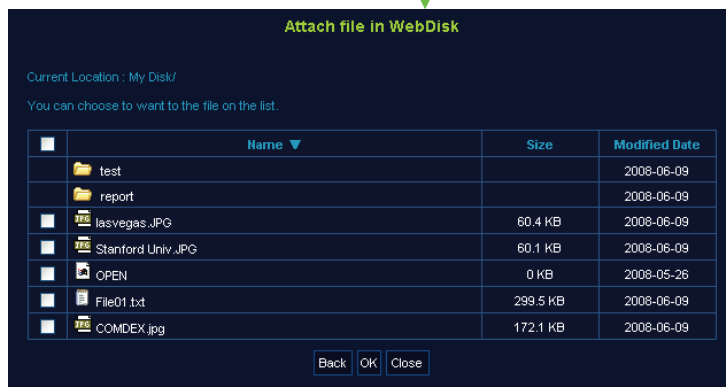 Attach file in WebDisk
Current Location : My Disk/
You can choose to want to the file on the list.
Name ▼ Size Modified Date
test 2008-06-09
report 2008-06-09
JPG lasvegas.JPG 60.4 KB 2008-06-09
JPG Stanford Univ.JPG 60.1 KB 2008-06-09
OPEN 0 KB 2008-05-26
File01.txt 299.5 KB 2008-06-09
JPG COMDEX.jpg 172.1 KB 2008-06-09
Back OK Close